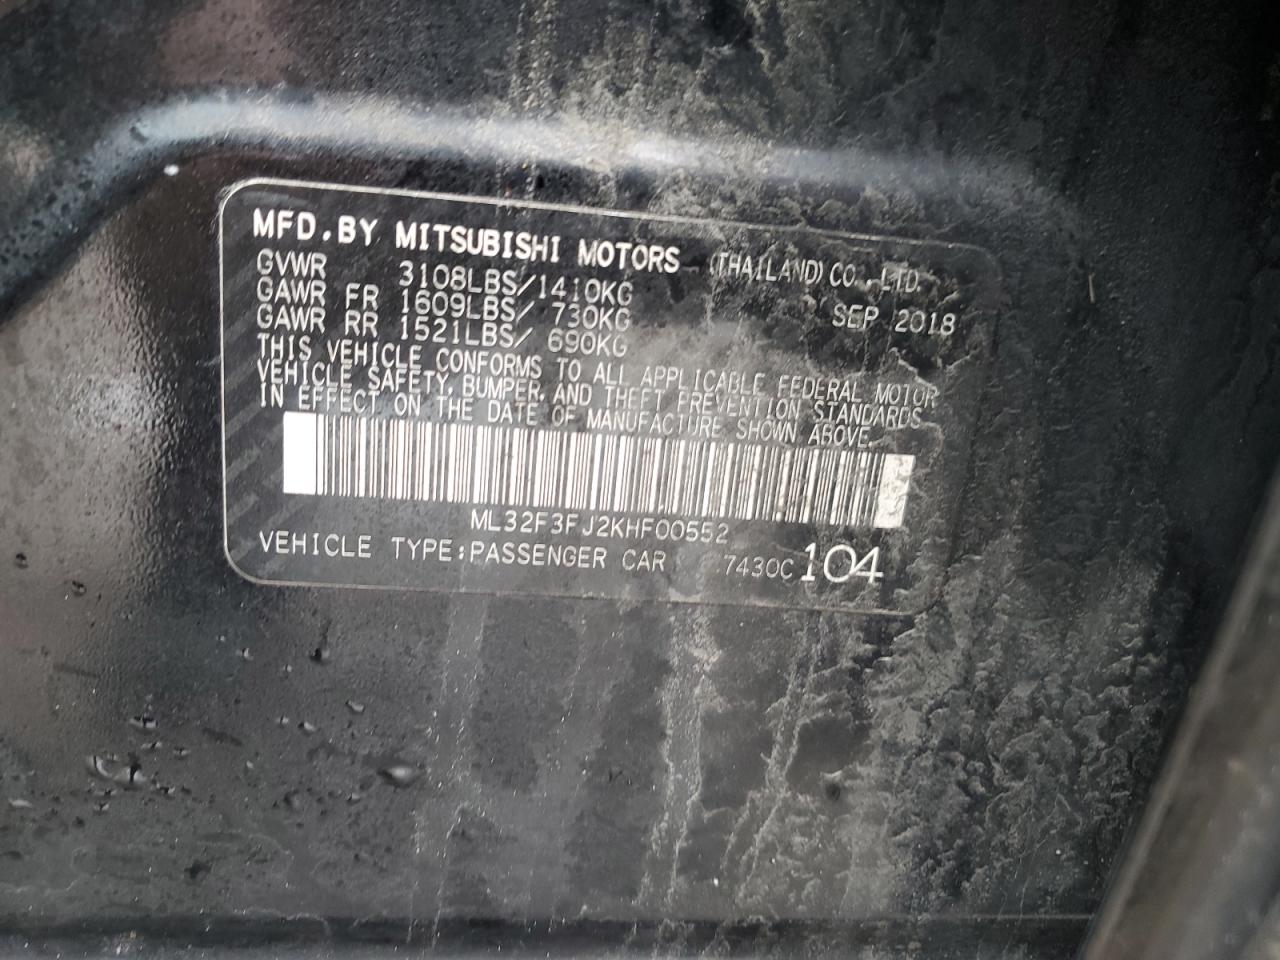 MFD.BY MITSUBISHI MOTORS (THAILAND) CO.,LTD.
GVWR 3108LBS/1410KG
GAWR FR 1609LBS/ 730KG SEP 2018
GAWR RR 1521LBS/ 690KG
THIS VEHICLE CONFORMS TO ALL APPLICABLE FEDERAL MOTOR
VEHICLE SAFETY, BUMPER, AND THEFT PREVENTION STANDARDS
IN EFFECT ON THE DATE OF MANUFACTURE SHOWN ABOVE.
ML32F3FJ2KHF00552
VEHICLE TYPE:PASSENGER CAR 7430C 104